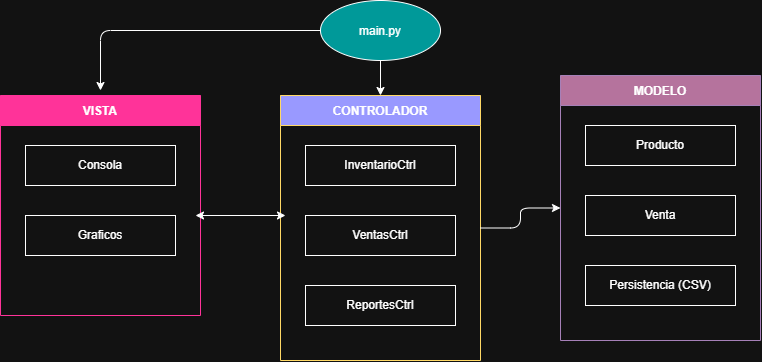 main.py
VISTA
Consola
Graficos
CONTROLADOR
InventarioCtrl
VentasCtrl
ReportesCtrl
MODELO
Producto
Venta
Persistencia (CSV)